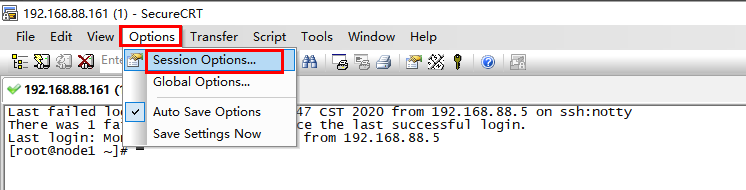 192.168.88.161 (1) - SecureCRT
File Edit View Options Transfer Script Tools Window Help
Ente
Session Options...
Global Options...
Auto Save Options
Save Settings Now
192.168.88.161 (1
Last failed lo 47 CST 2020 from 192.168.88.5 on ssh:notty
There was 1 fa ce the last successful login.
Last login: Mo from 192.168.88.5
[root@node1 ~]#